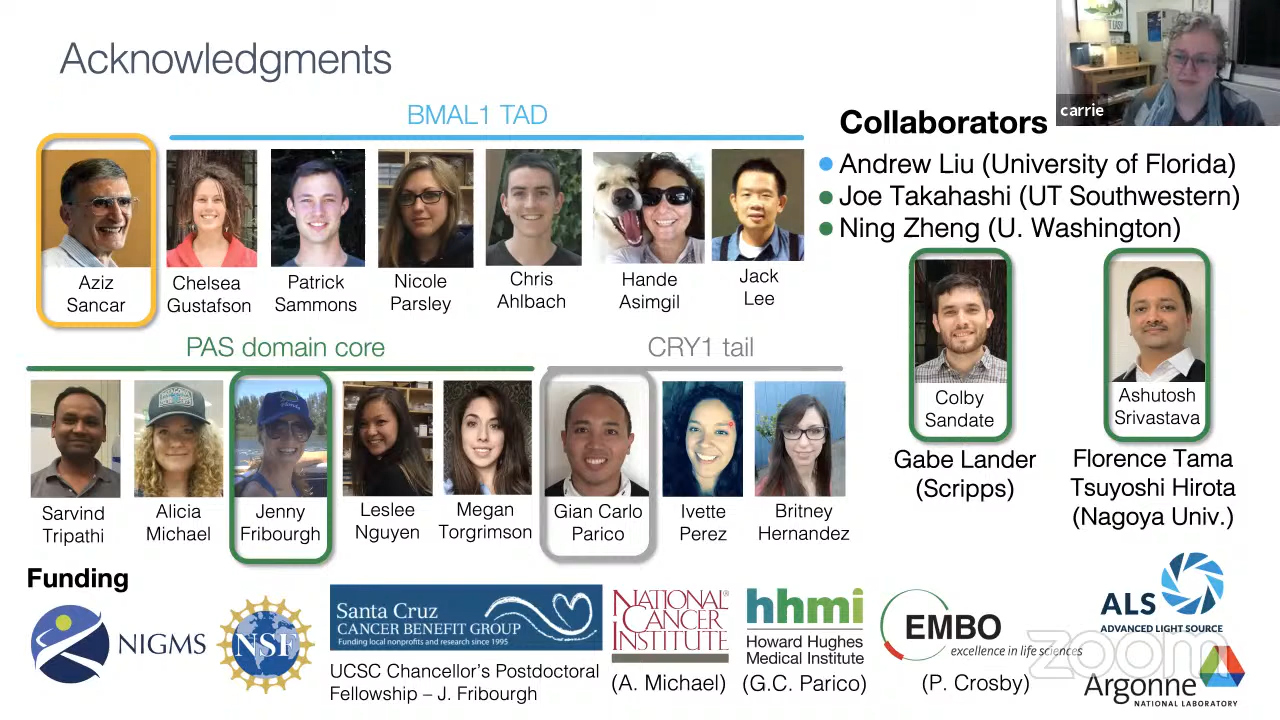 Acknowledgments
carrie
BMAL1 TAD
Aziz
Sancar
Chelsea
Gustafson
Patrick
Sammons
Nicole
Parsley
Chris
Ahlbach
Hande
Asimgil
Jack
Lee
Collaborators
Andrew Liu (University of Florida)
Joe Takahashi (UT Southwestern)
Ning Zheng (U. Washington)
PAS domain core
CRY1 tail
Sarvind
Tripathi
Alicia
Michael
Jenny
Fribourgh
Leslee
Nguyen
Megan
Torgrimson
Gian Carlo
Parico
Ivette
Perez
Britney
Hernandez
Colby
Sandate
Gabe Lander
(Scripps)
Ashutosh
Srivastava
Florence Tama
Tsuyoshi Hirota
(Nagoya Univ.)
Funding
NIGMS
NSF
Santa Cruz
CANCER BENEFIT GROUP
Funding local nonprofits and research since 1995
UCSC Chancellor's Postdoctoral
Fellowship – J. Fribourgh
NATIONAL®
CANCER
INSTITUTE
(A. Michael)
hhmi
Howard Hughes
Medical Institute
(G.C. Parico)
EMBO
excellence in life sciences
(P. Crosby)
ALS
ADVANCED LIGHT SOURCE
zoom
Argonne
NATIONAL LABORATORY